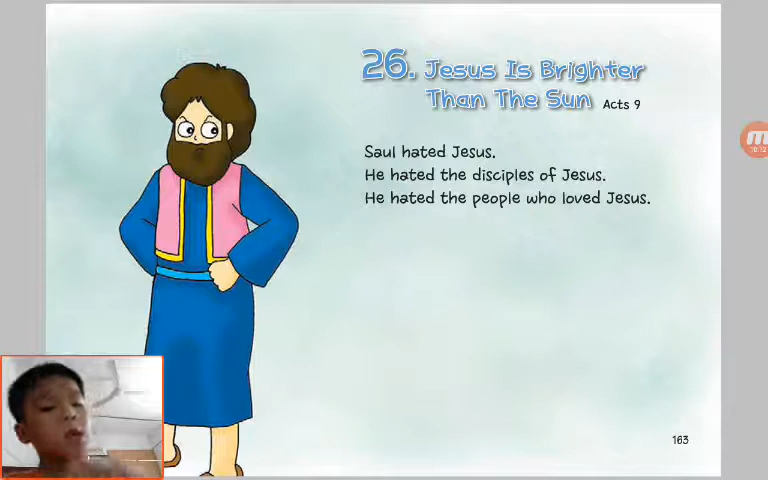 26. Jesus Is Brighter
Than The Sun Acts 9
Saul hated Jesus.
He hated the disciples of Jesus.
He hated the people who loved Jesus.
163